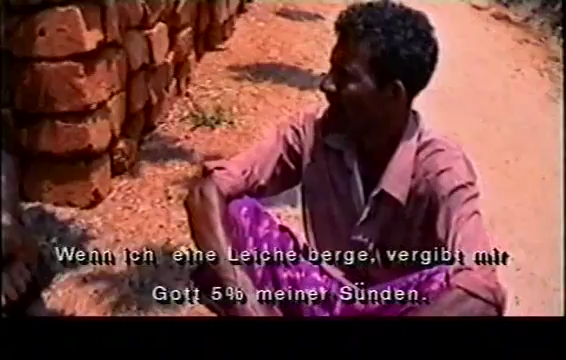 Wenn ich eine Leiche berge, vergibt mir
Gott 5% meiner Sünden.